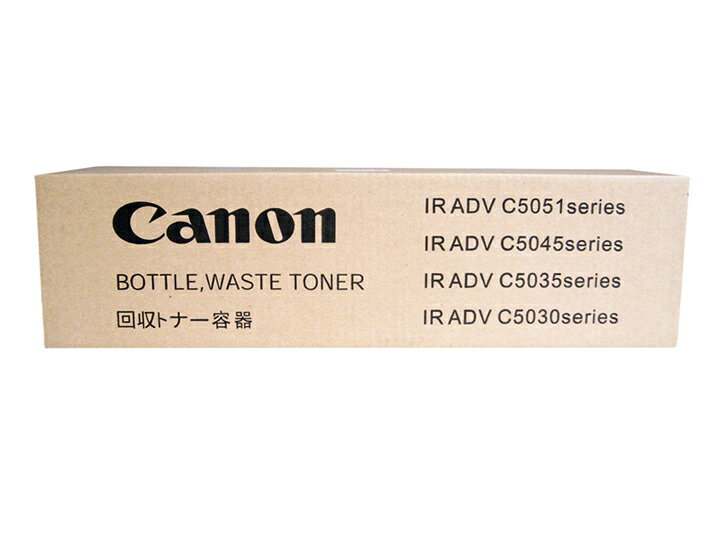 Canon
BOTTLE,WASTE TONER
回収トナー容器
IR ADV C5051series
IR ADV C5045series
IR ADV C5035series
IR ADV C5030series